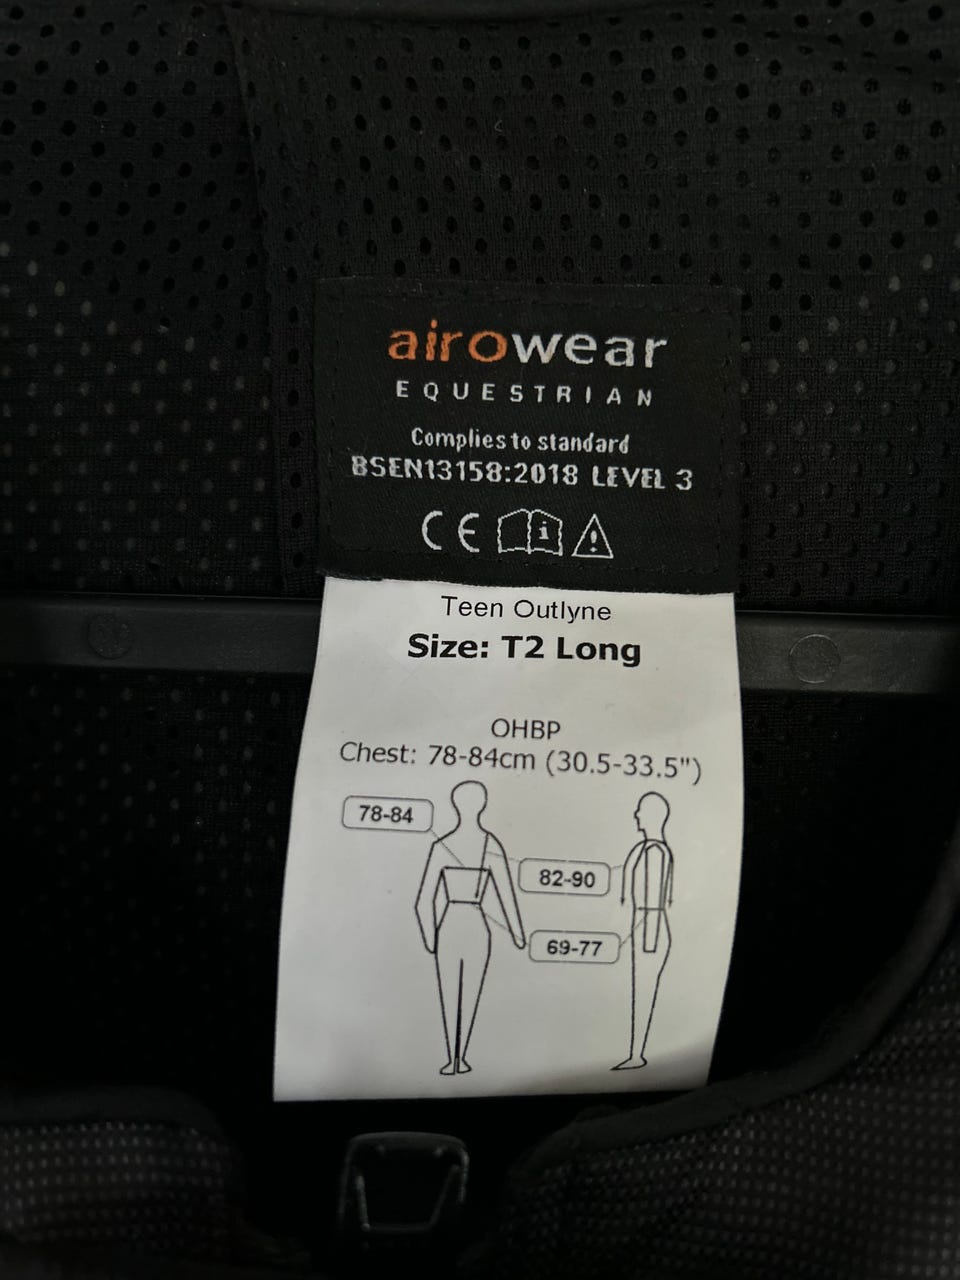 airowear
EQUESTRIAN
Complies to standard
BSEN13158:2018 LEVEL 3
CE i !
Teen Outlyne
Size: T2 Long
OHBP
Chest: 78-84cm (30.5-33.5")
78-84
82-90
69-77